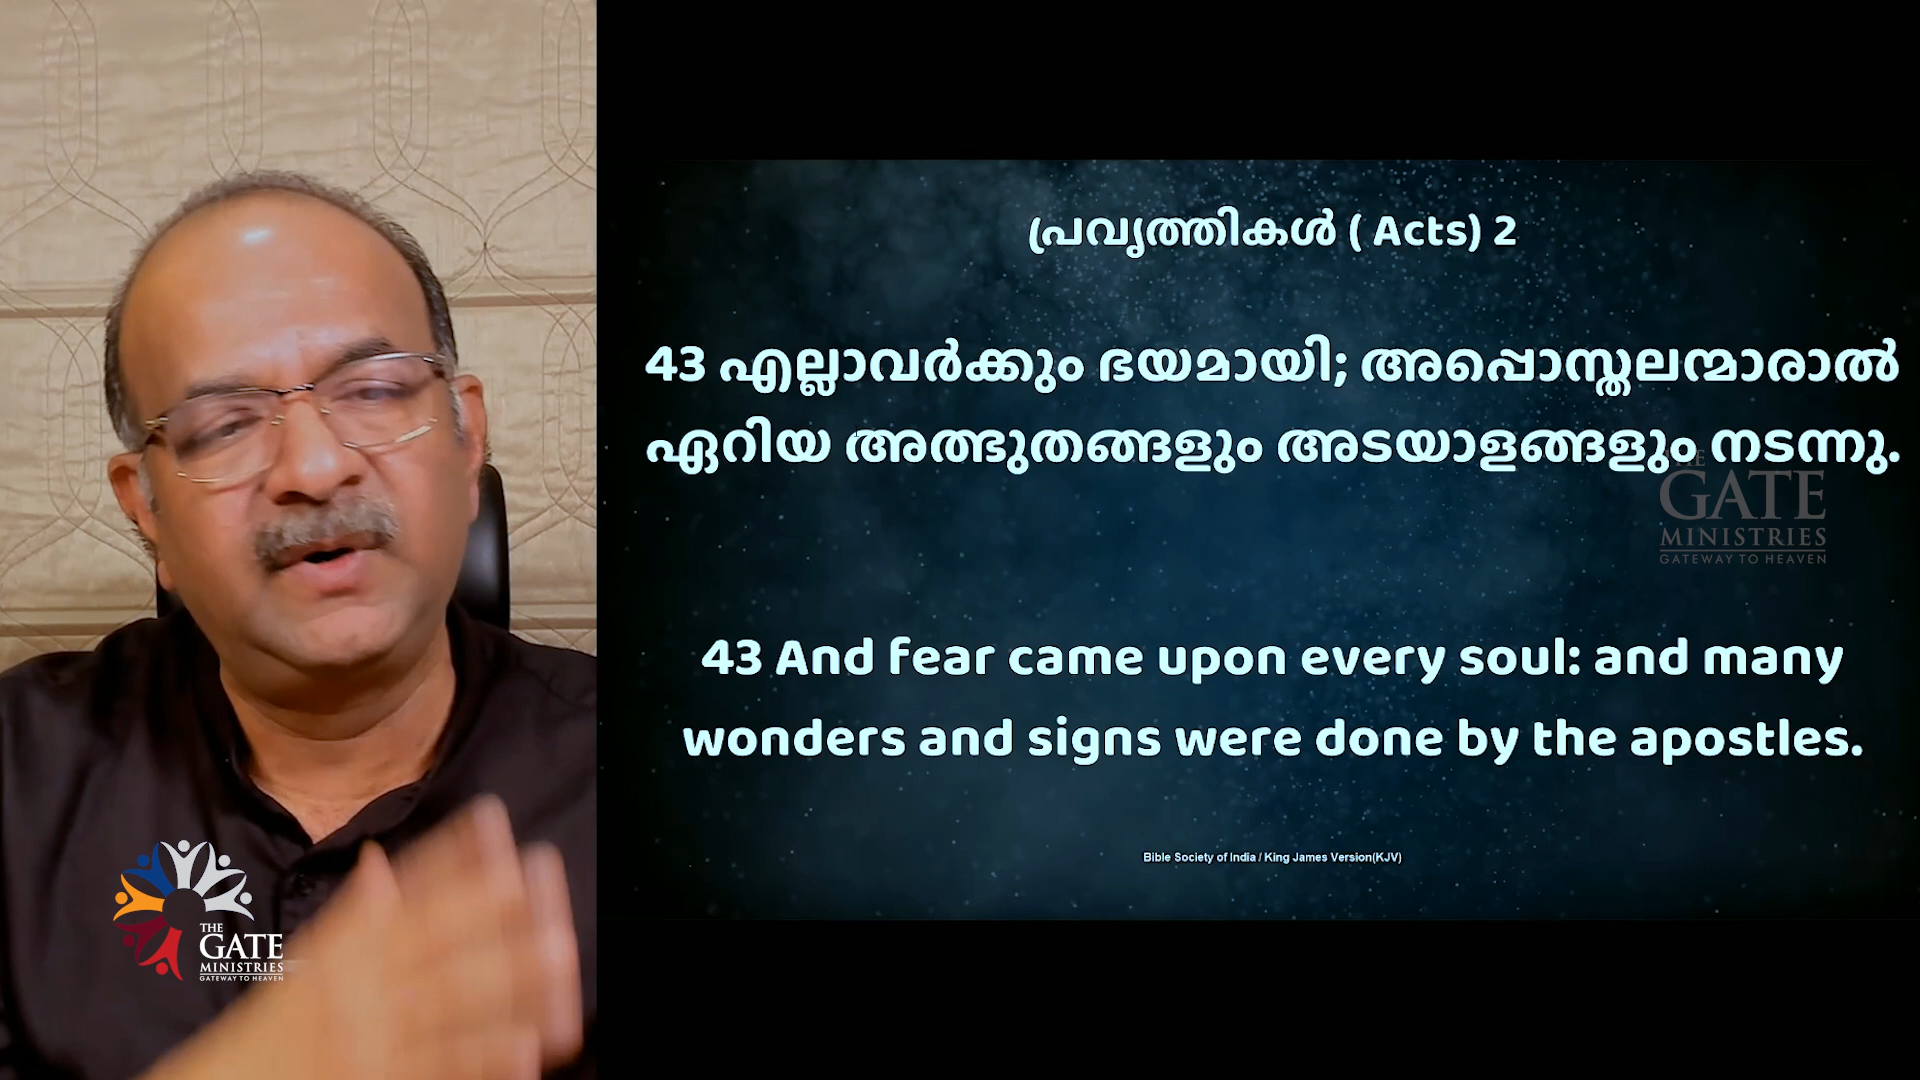 പ്രവൃത്തികൾ ( Acts) 2
43 എല്ലാവർക്കും ഭയമായി; അപ്പൊസ്തലന്മാരാൽ
ഏറിയ അത്ഭുതങ്ങളും അടയാളങ്ങളും നടന്നു.
THE
GATE
MINISTRIES
GATEWAY TO HEAVEN
43 And fear came upon every soul: and many
wonders and signs were done by the apostles.
Bible Society of India / King James Version(KJV)
THE
GATE
MINISTRIES
GATEWAY TO HEAVEN